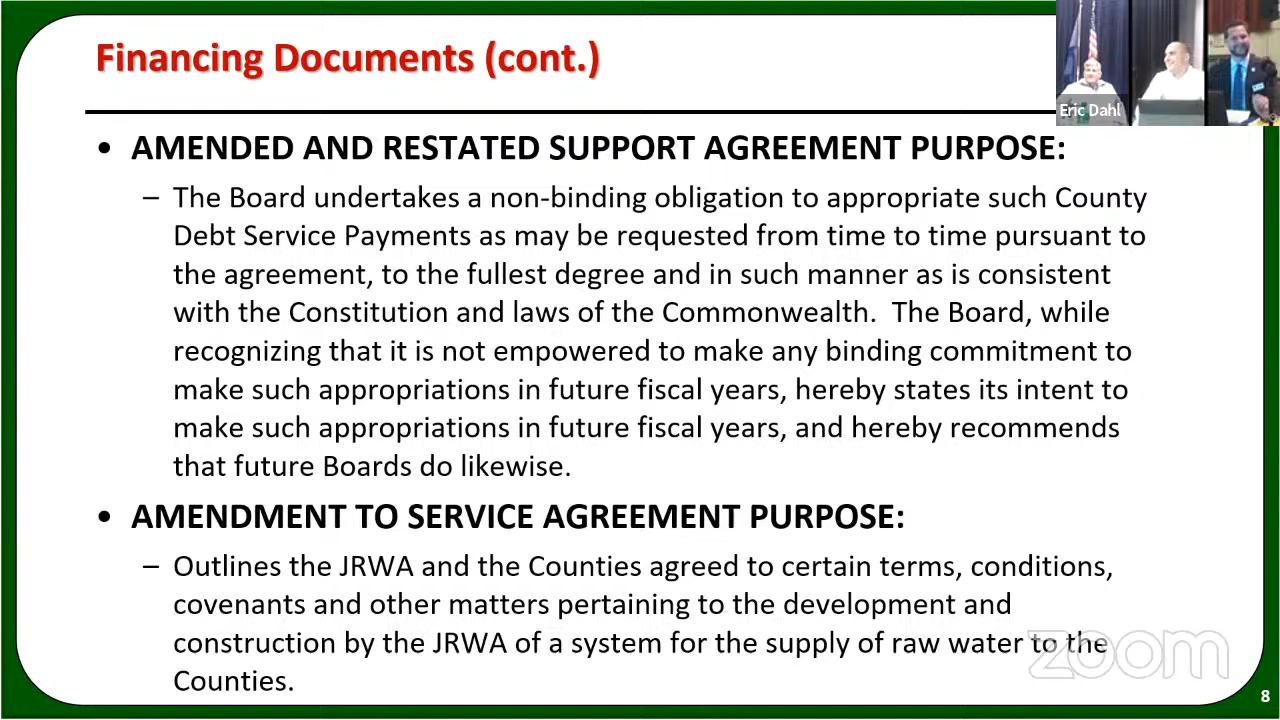 Financing Documents (cont.)
Eric Dahl
• AMENDED AND RESTATED SUPPORT AGREEMENT PURPOSE:
– The Board undertakes a non-binding obligation to appropriate such County
Debt Service Payments as may be requested from time to time pursuant to
the agreement, to the fullest degree and in such manner as is consistent
with the Constitution and laws of the Commonwealth.  The Board, while
recognizing that it is not empowered to make any binding commitment to
make such appropriations in future fiscal years, hereby states its intent to
make such appropriations in future fiscal years, and hereby recommends
that future Boards do likewise.
• AMENDMENT TO SERVICE AGREEMENT PURPOSE:
– Outlines the JRWA and the Counties agreed to certain terms, conditions,
covenants and other matters pertaining to the development and
construction by the JRWA of a system for the supply of raw water to the
Counties.
zoom
8